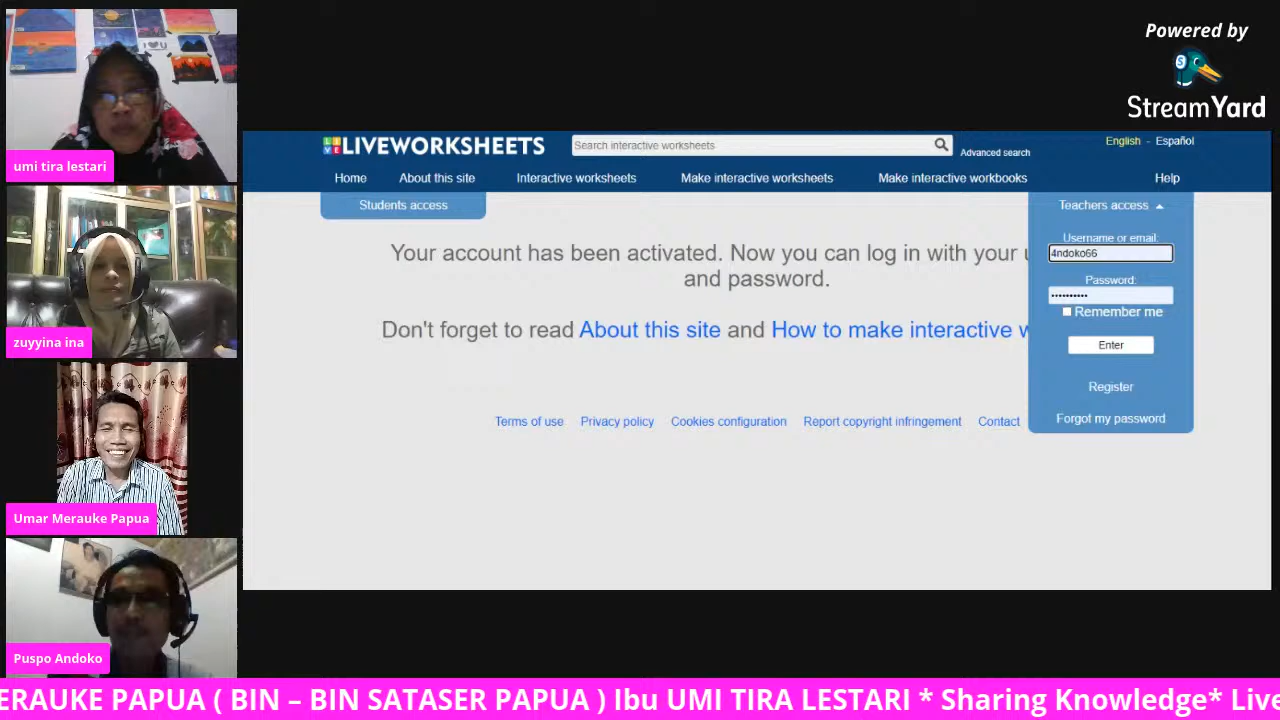 Powered by
StreamYard
LIVEWORKSHEETS
Search interactive worksheets
Advanced search
English - Español
Home
About this site
Interactive worksheets
Make interactive worksheets
Make interactive workbooks
Help
Students access
Teachers access
Your account has been activated. Now you can log in with your u
and password.
Don't forget to read About this site and How to make interactive w
Username or email:
4ndoko66
Password:
••••••••••
Remember me
Enter
Register
Forgot my password
Terms of use
Privacy policy
Cookies configuration
Report copyright infringement
Contact
umi tira lestari
zuyyina ina
Umar Merauke Papua
Puspo Andoko
ERAUKE PAPUA ( BIN – BIN SATASER PAPUA ) Ibu UMI TIRA LESTARI * Sharing Knowledge* Live